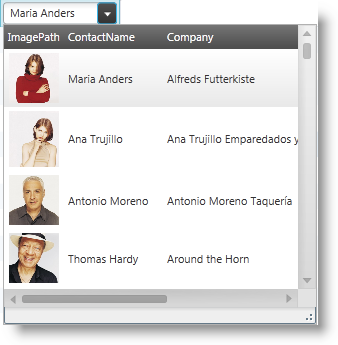 Maria Anders
ImagePath ContactName Company
Maria Anders Alfreds Futterkiste
Ana Trujillo Ana Trujillo Emparedados y
Antonio Moreno Antonio Moreno Taquería
Thomas Hardy Around the Horn